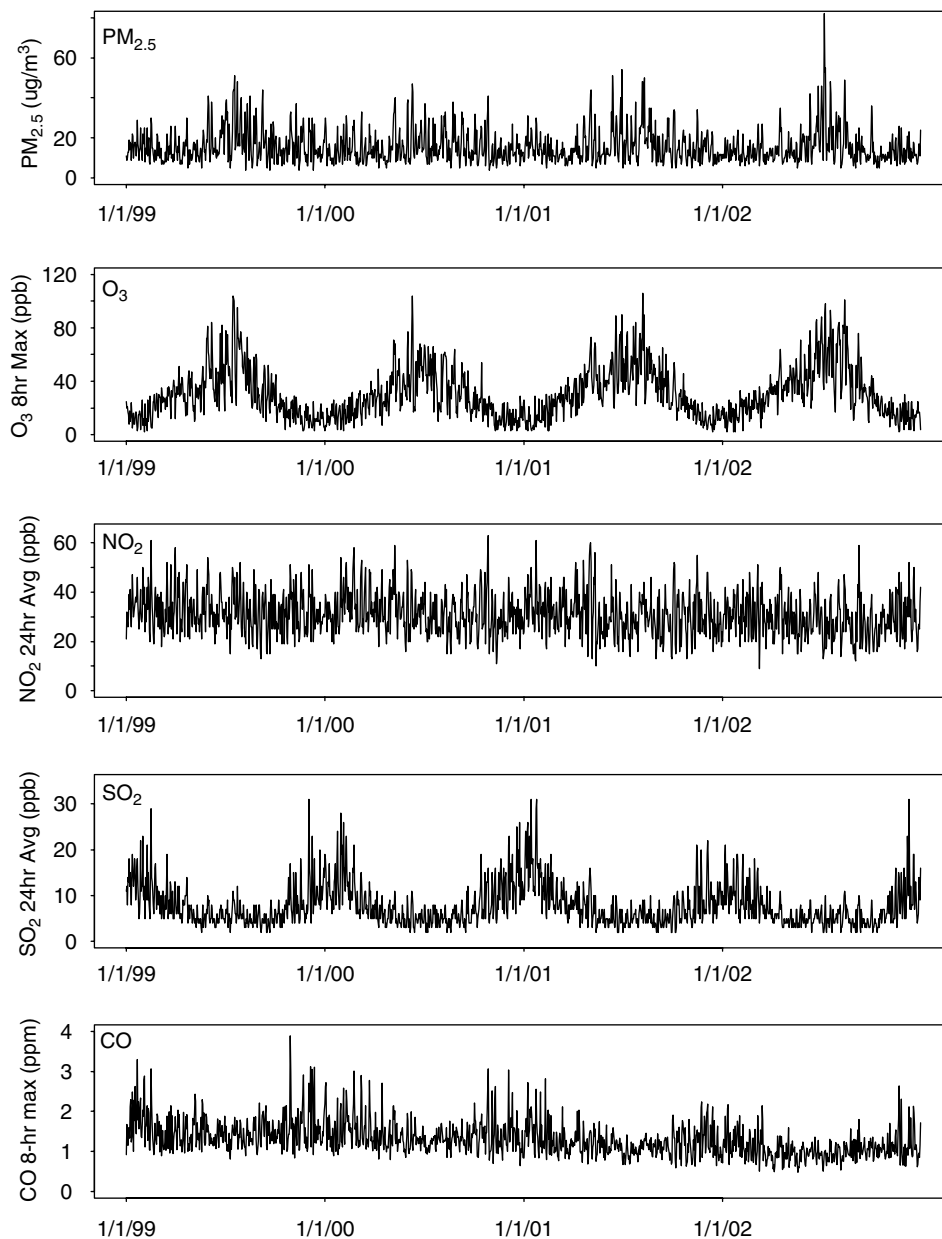 PM2.5
PM2.5 (ug/m3)
60
40
20
0
1/1/99 1/1/00 1/1/01 1/1/02
O3
O3 8hr Max (ppb)
120
80
40
0
1/1/99 1/1/00 1/1/01 1/1/02
NO2
NO2 24hr Avg (ppb)
60
40
20
0
1/1/99 1/1/00 1/1/01 1/1/02
SO2
SO2 24hr Avg (ppb)
30
20
10
0
1/1/99 1/1/00 1/1/01 1/1/02
CO
CO 8-hr max (ppm)
4
3
2
1
0
1/1/99 1/1/00 1/1/01 1/1/02